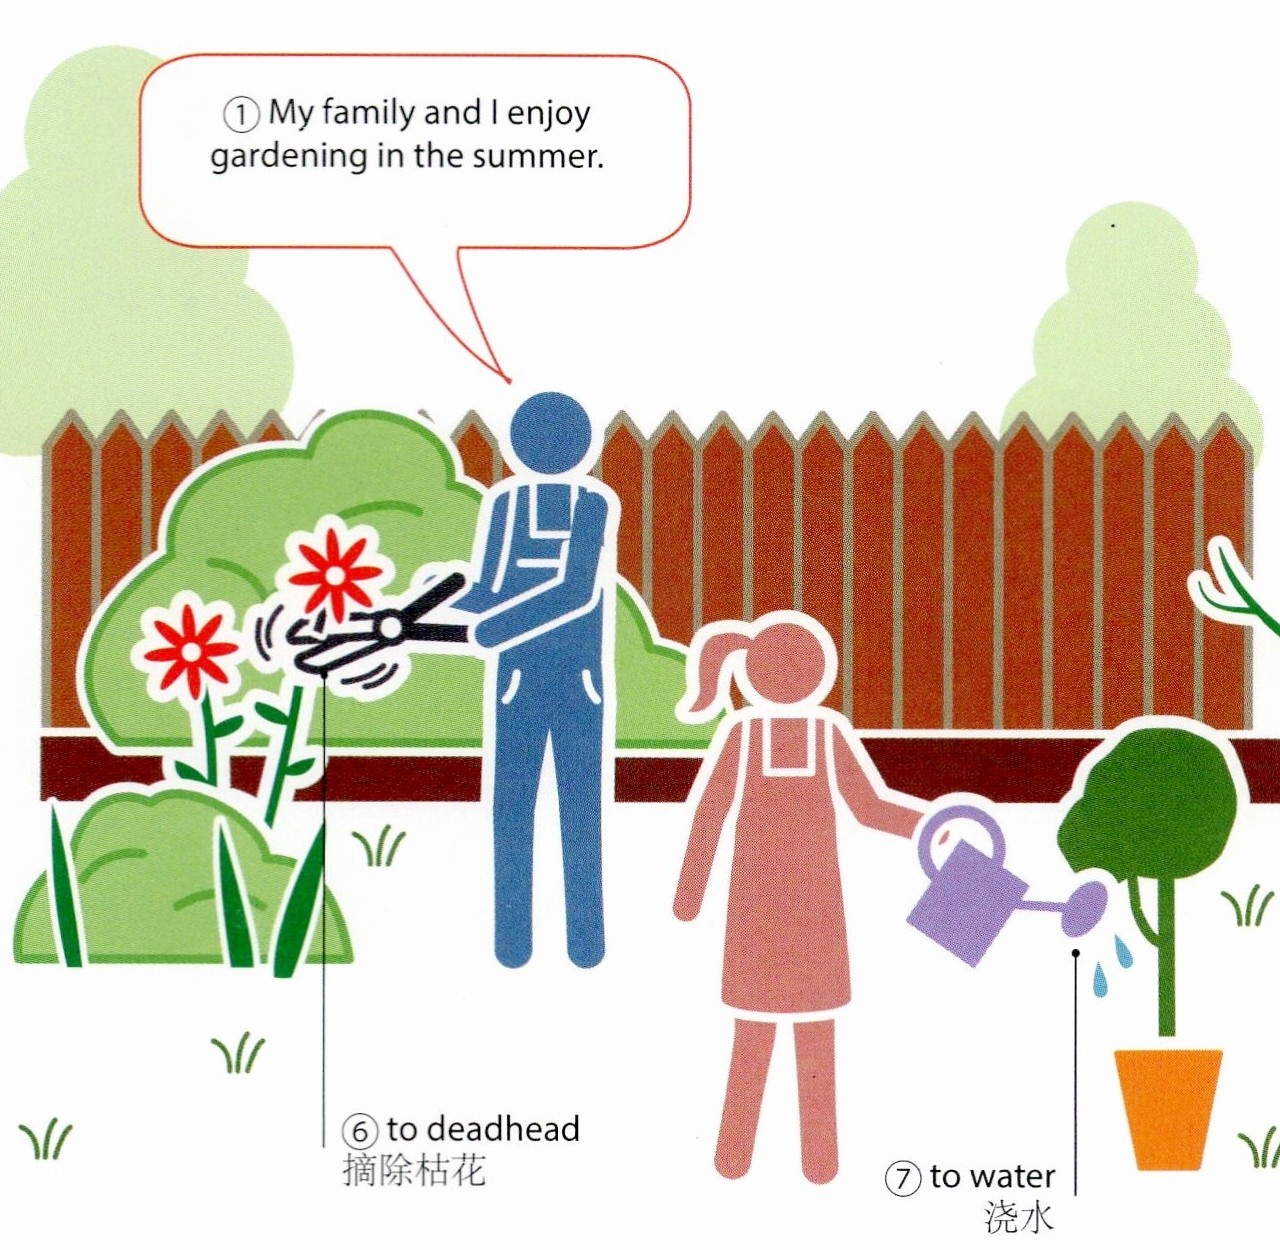 ① My family and I enjoy
gardening in the summer.
⑥ to deadhead
摘除枯花
⑦ to water
浇水